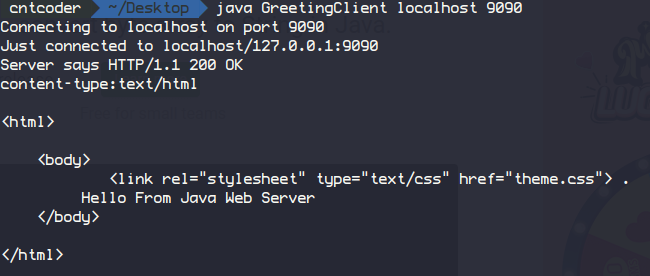 cntcoder ~/Desktop java GreetingClient localhost 9090
Connecting to localhost on port 9090
Just connected to localhost/127.0.0.1:9090
Server says HTTP/1.1 200 OK
content-type:text/html
<html>
<body>
<link rel="stylesheet" type="text/css" href="theme.css"> .
Hello From Java Web Server
</body>
</html>